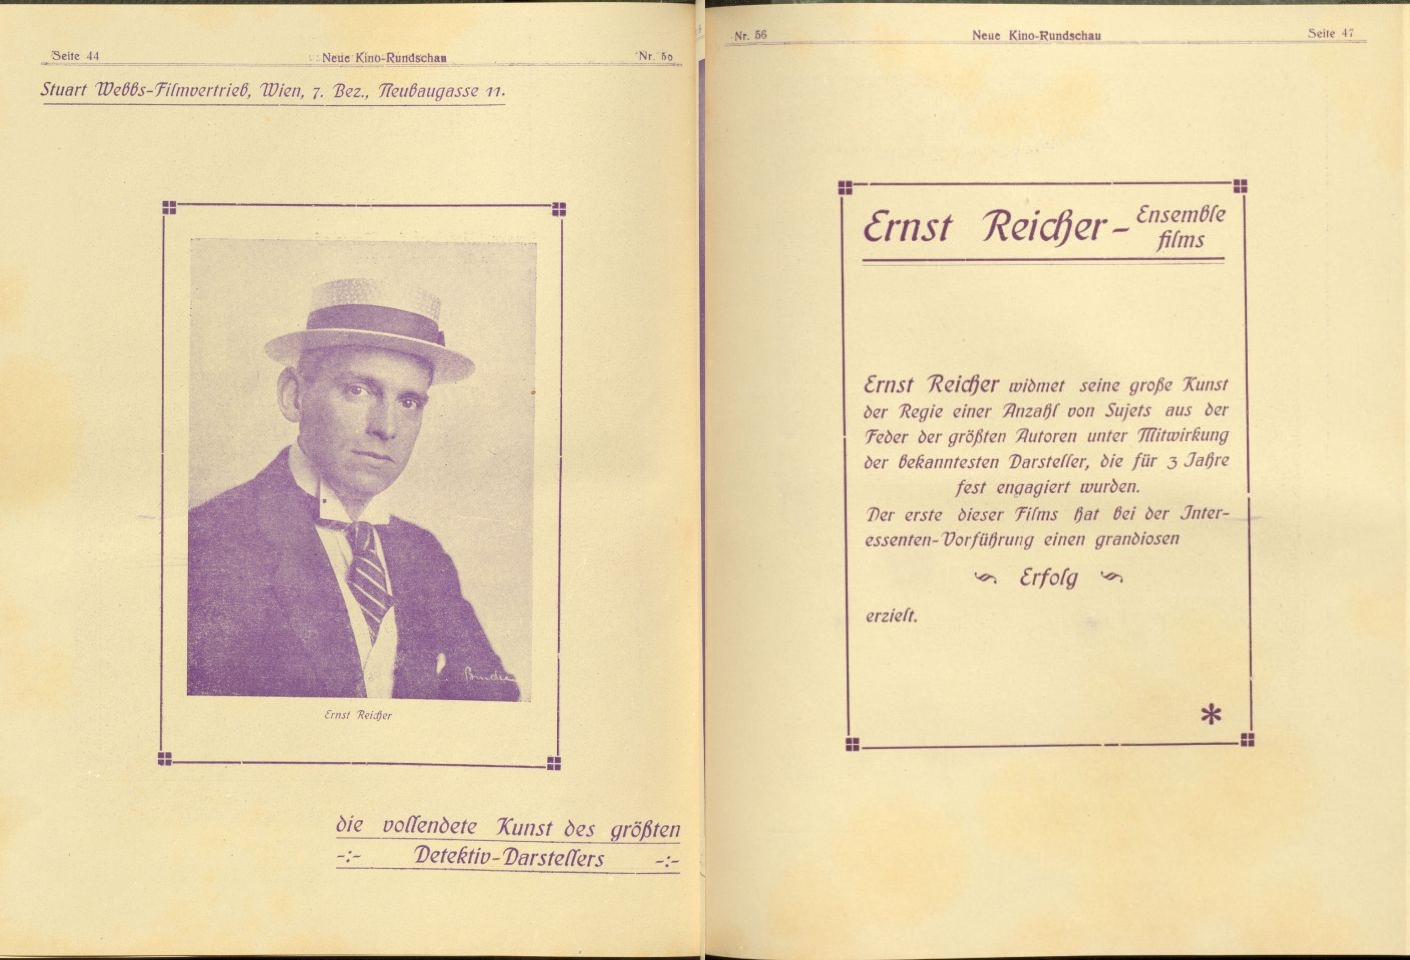 Seite 44
Neue Kino-Rundschau
Nr. 56
Stuart Webbs-Filmvertrieb, Wien, 7. Bez., Neubaugasse 11.
Ernst Reicher
die vollendete Kunst des größten
-:- Detektiv-Darstellers -:-
Nr. 56
Neue Kino-Rundschau
Seite 47
Ernst Reicher- Ensemble
films
Ernst Reicher widmet seine große Kunst
der Regie einer Anzahl von Sujets aus der
Feder der größten Autoren unter Mitwirkung
der bekanntesten Darsteller, die für 3 Jahre
fest engagiert wurden.
Der erste dieser Films hat bei der Inter-
essenten-Vorführung einen grandiosen
Erfolg
erzielt.
*